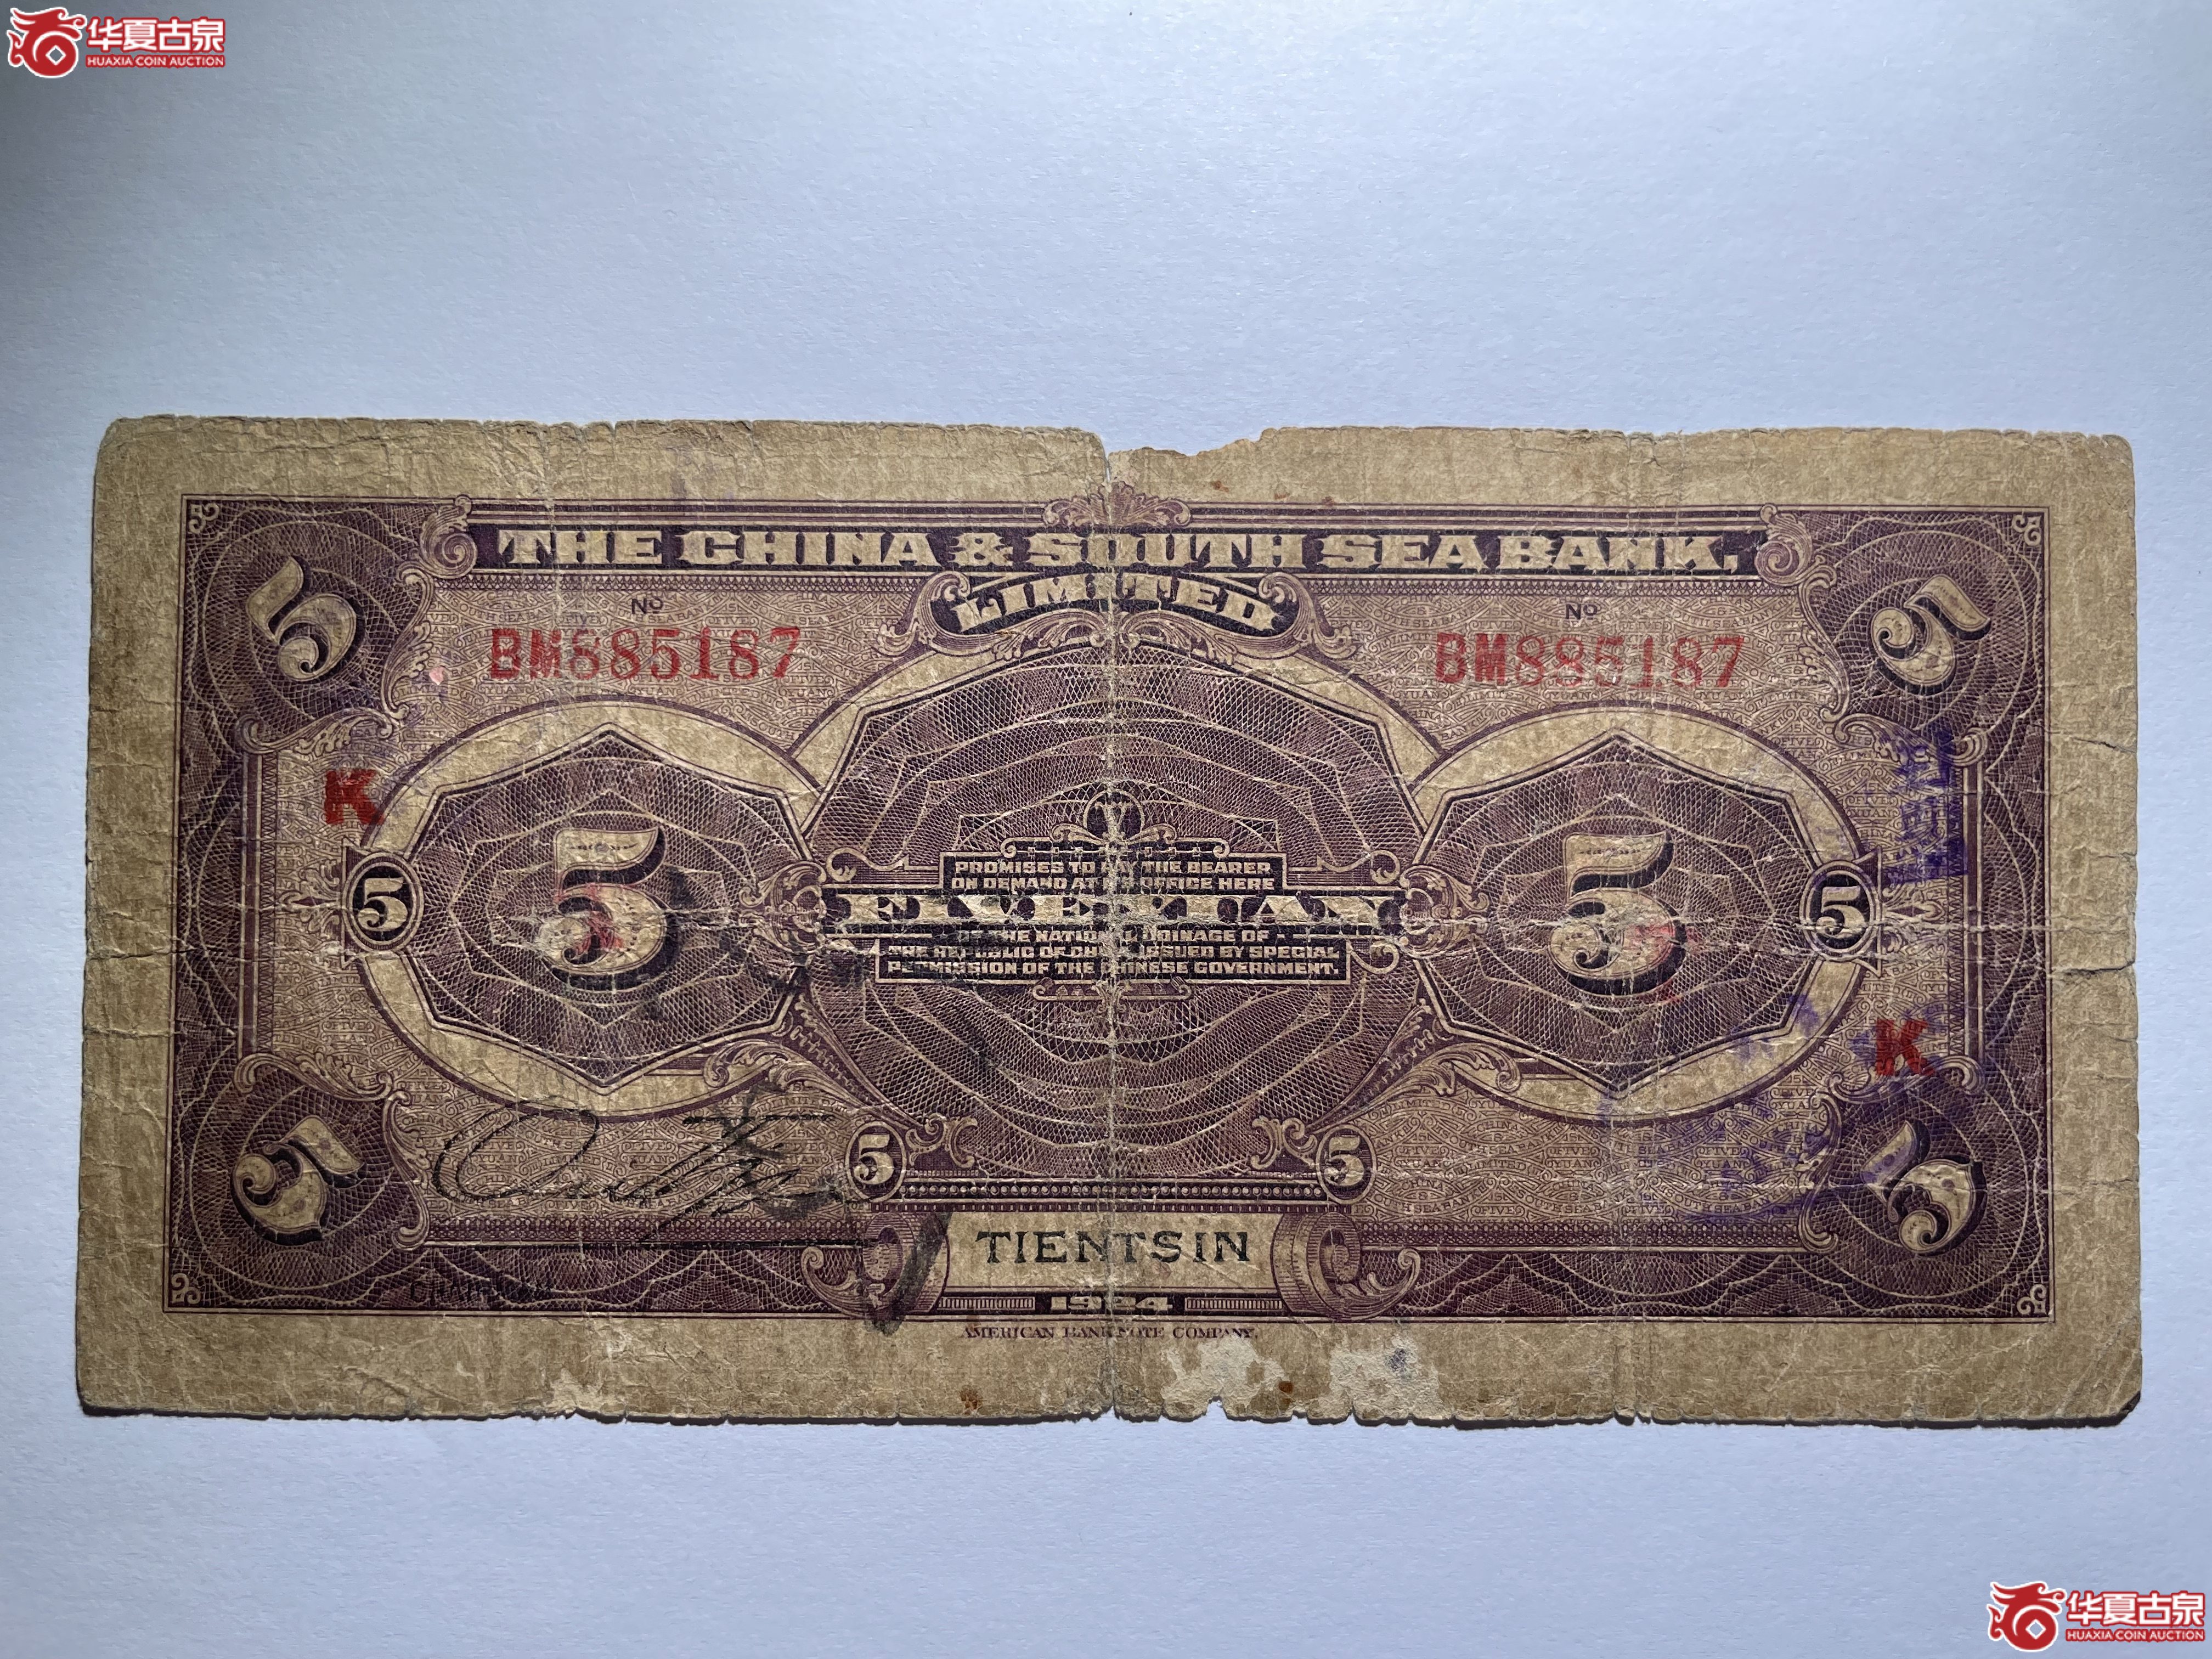 华夏古泉
HUAXIA COIN AUCTION
THE CHINA & SOUTH SEA BANK,
LIMITED
5
5
Nº
Nº
BM885187
BM885187
K
5
5
5
5
PROMISES TO PAY THE BEARER
ON DEMAND AT ITS OFFICE HERE
FIVE YUAN
OF THE NATIONAL COINAGE OF
THE REPUBLIC OF CHINA ISSUED BY SPECIAL
PERMISSION OF THE CHINESE GOVERNMENT.
K
5
5
5
5
TIENTSIN
1924
AMERICAN BANK NOTE COMPANY.
华夏古泉
HUAXIA COIN AUCTION